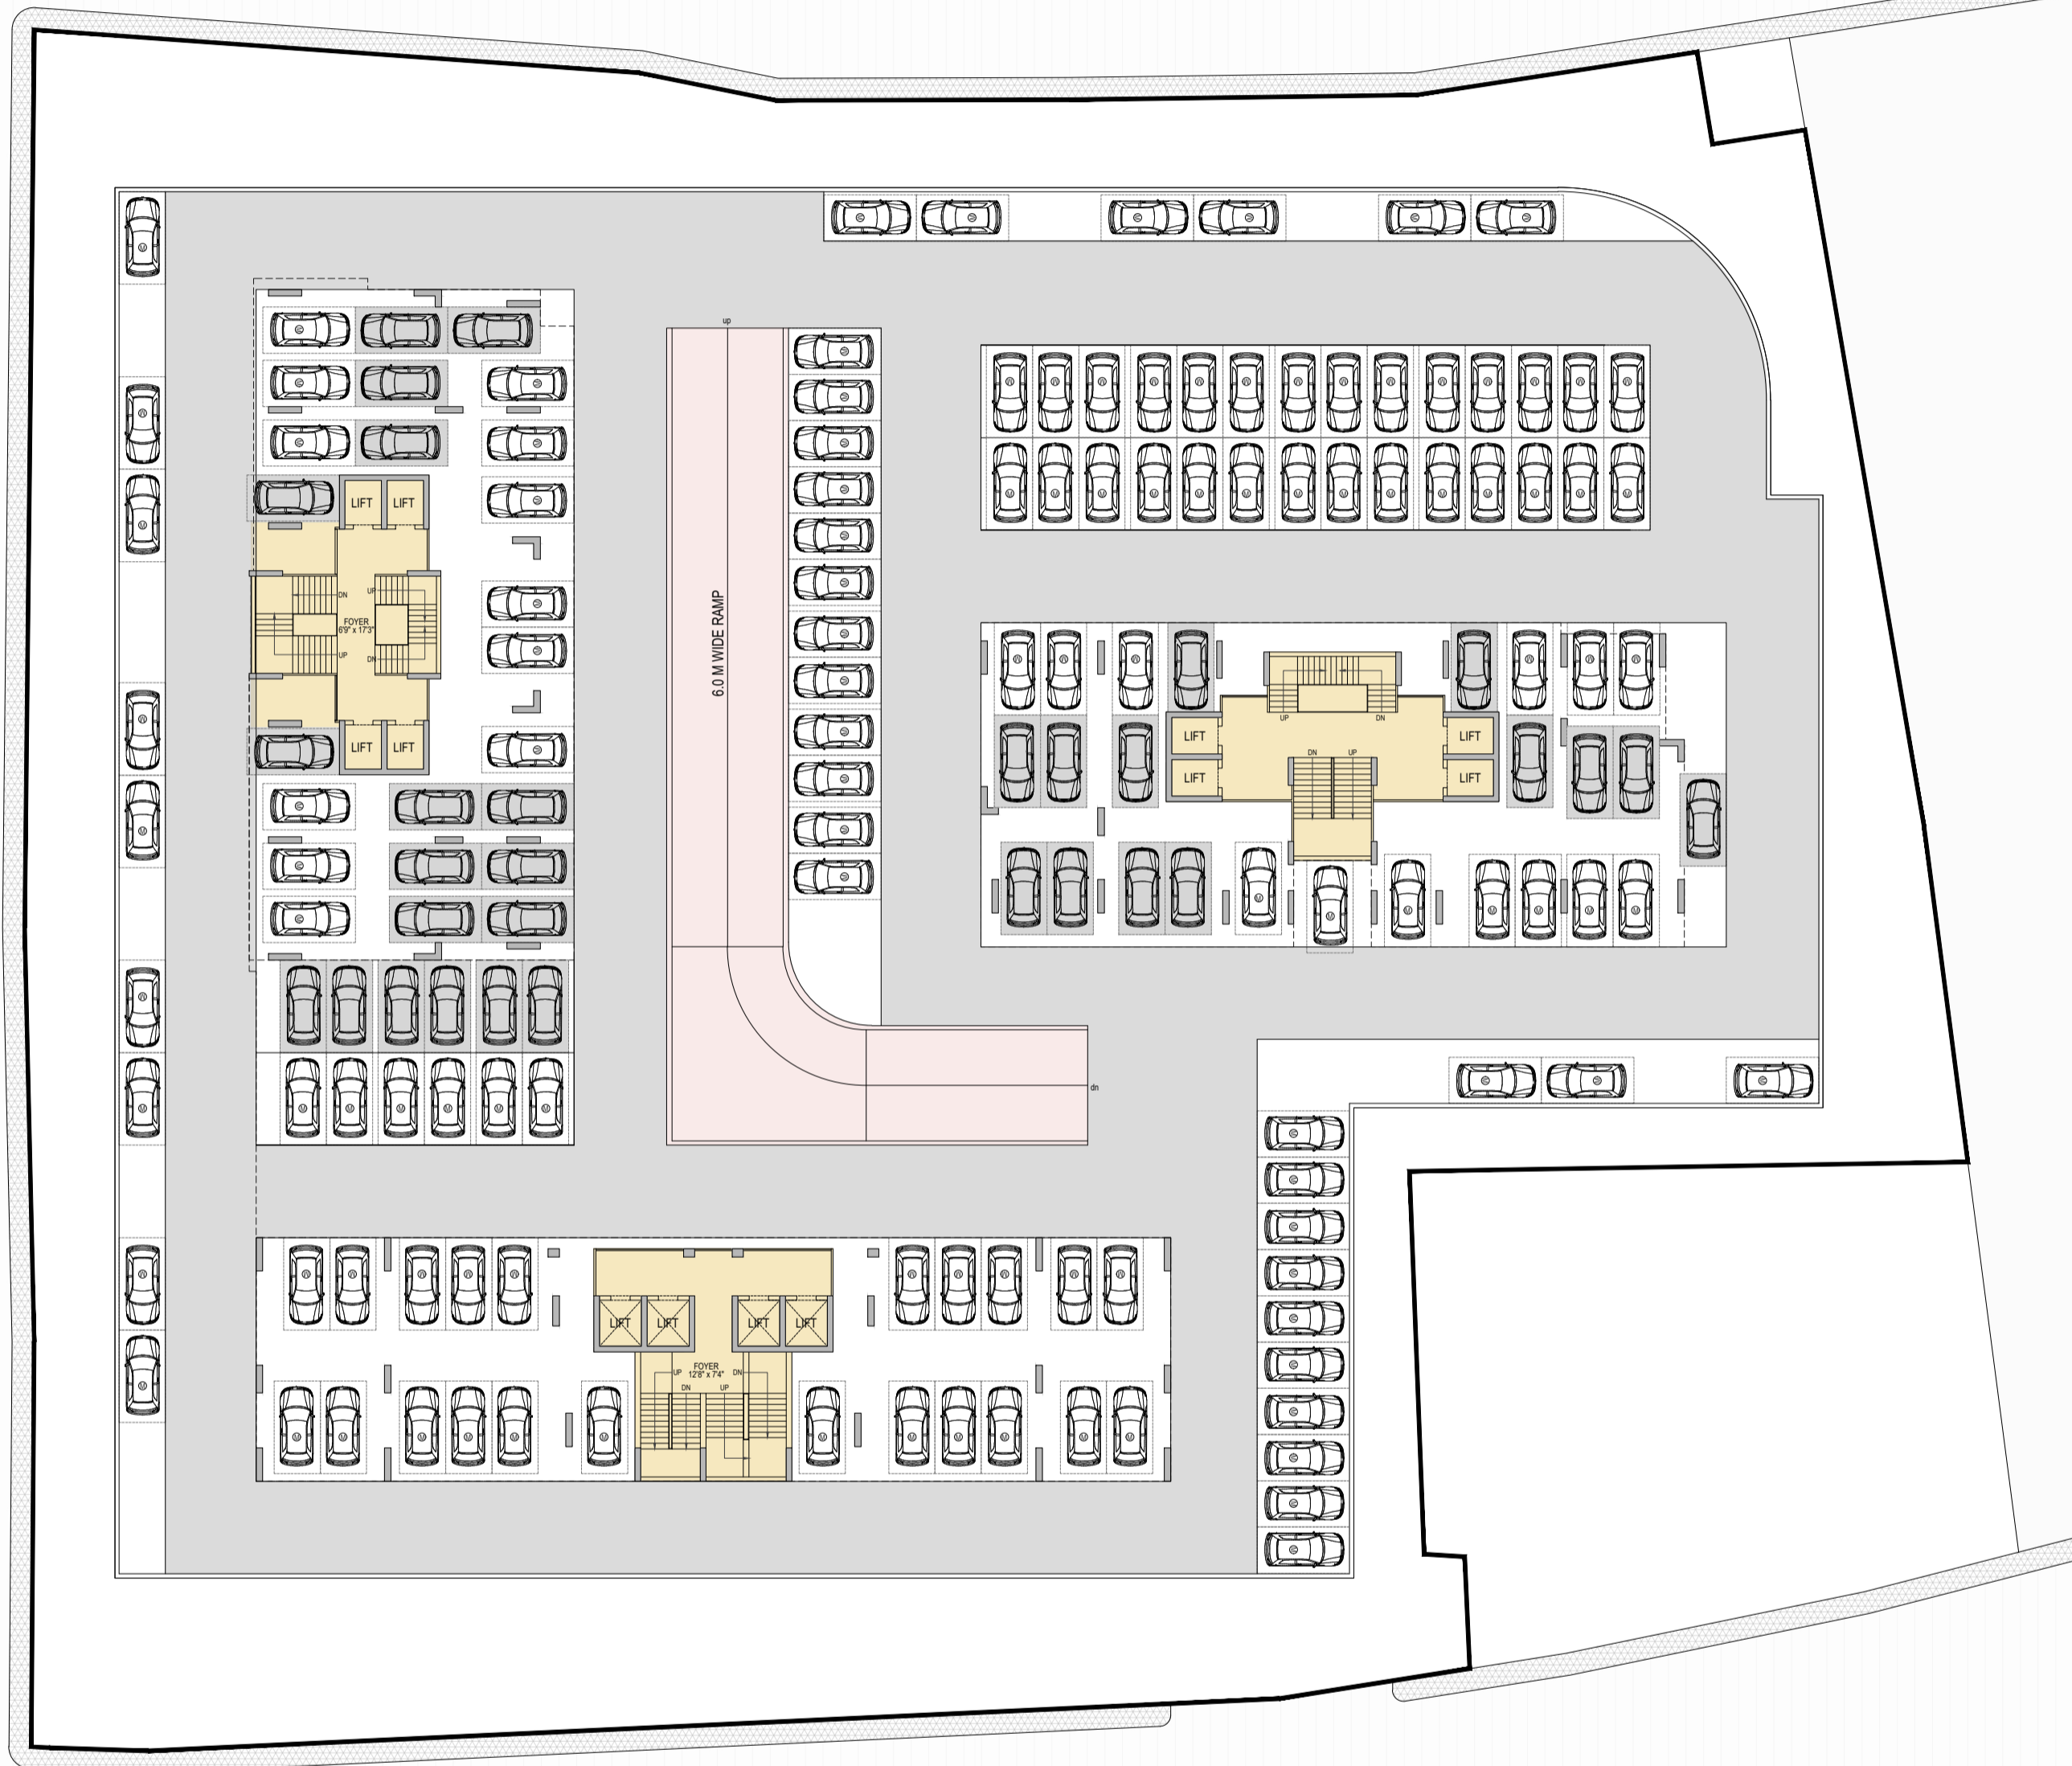 up
LIFT LIFT
DN UP
FOYER
6'9" x 17'3"
UP DN
LIFT LIFT
6.0 M WIDE RAMP
UP DN
LIFT LIFT
DN UP
LIFT LIFT
dn
LIFT LIFT LIFT LIFT
FOYER
UP 12'8" x 7'4" DN
DN UP